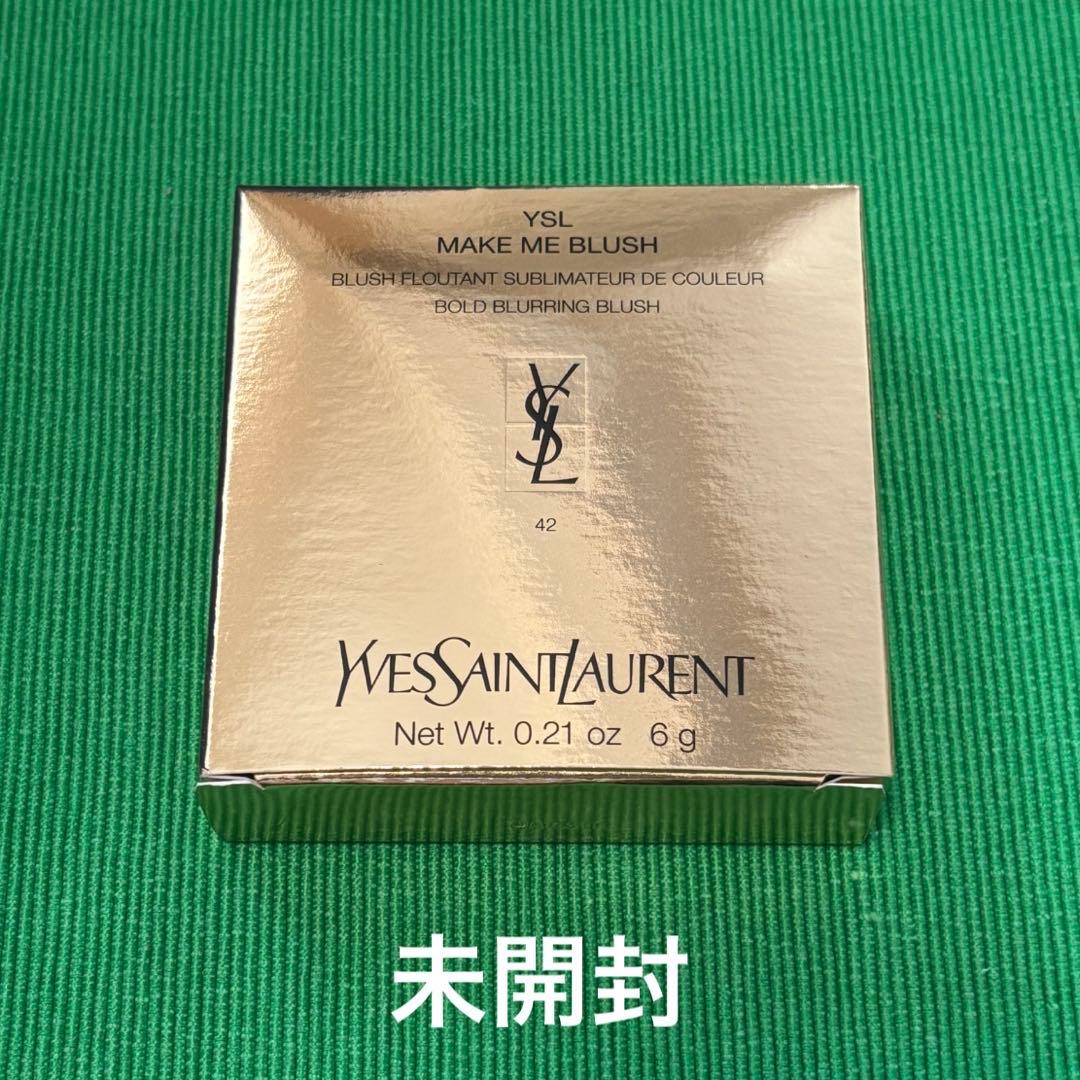 YSL
MAKE ME BLUSH
BLUSH FLOUTANT SUBLIMATEUR DE COULEUR
BOLD BLURRING BLUSH
YSL
42
YVESSAINTLAURENT
Net Wt. 0.21 oz 6 g
未開封